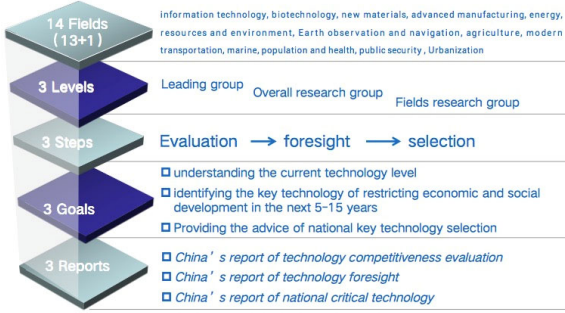 14 Fields
(13+1)
information technology, biotechnology, new materials, advanced manufacturing, energy,
resources and environment, Earth observation and navigation, agriculture, modern
transportation, marine, population and health, public security , Urbanization
3 Levels
Leading group
Overall research group
Fields research group
3 Steps
Evaluation → foresight → selection
3 Goals
understanding the current technology level
identifying the key technology of restricting economic and social
development in the next 5-15 years
Providing the advice of national key technology selection
3 Reports
China's report of technology competitiveness evaluation
China's report of technology foresight
China's report of national critical technology